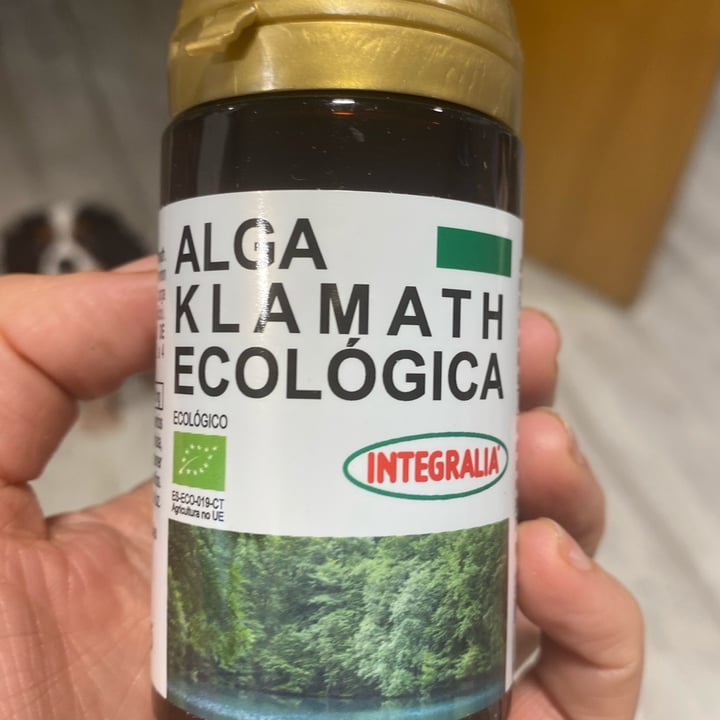 ALGA
KLAMATH
ECOLÓGICA
ECOLÓGICO
INTEGRALIA
ES-ECO-019-CT
Agricultura no UE